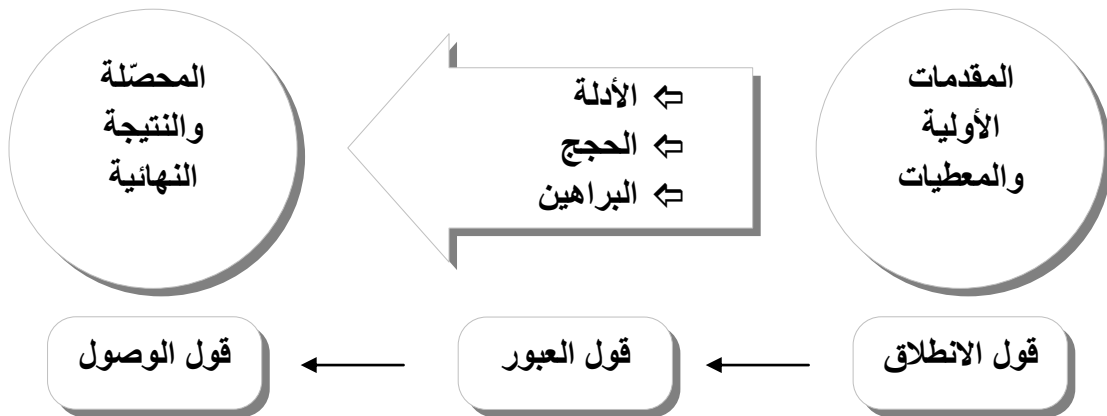 المقدمات
الأولية
والمعطيات
⇦ الأدلة
⇦ الحجج
⇦ البراهين
المحصّلة
والنتيجة
النهائية
قول الانطلاق
قول العبور
قول الوصول